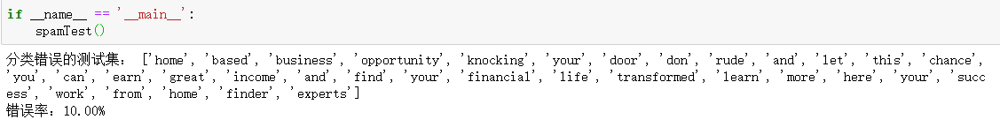 if __name__ == '__main__':
    spamTest()
分类错误的测试集： ['home', 'based', 'business', 'opportunity', 'knocking', 'your', 'door', 'don', 'rude', 'and', 'let', 'this', 'chance',
'you', 'can', 'earn', 'great', 'income', 'and', 'find', 'your', 'financial', 'life', 'transformed', 'learn', 'more', 'here', 'your', 'succ
ess', 'work', 'from', 'home', 'finder', 'experts']
错误率：10.00%